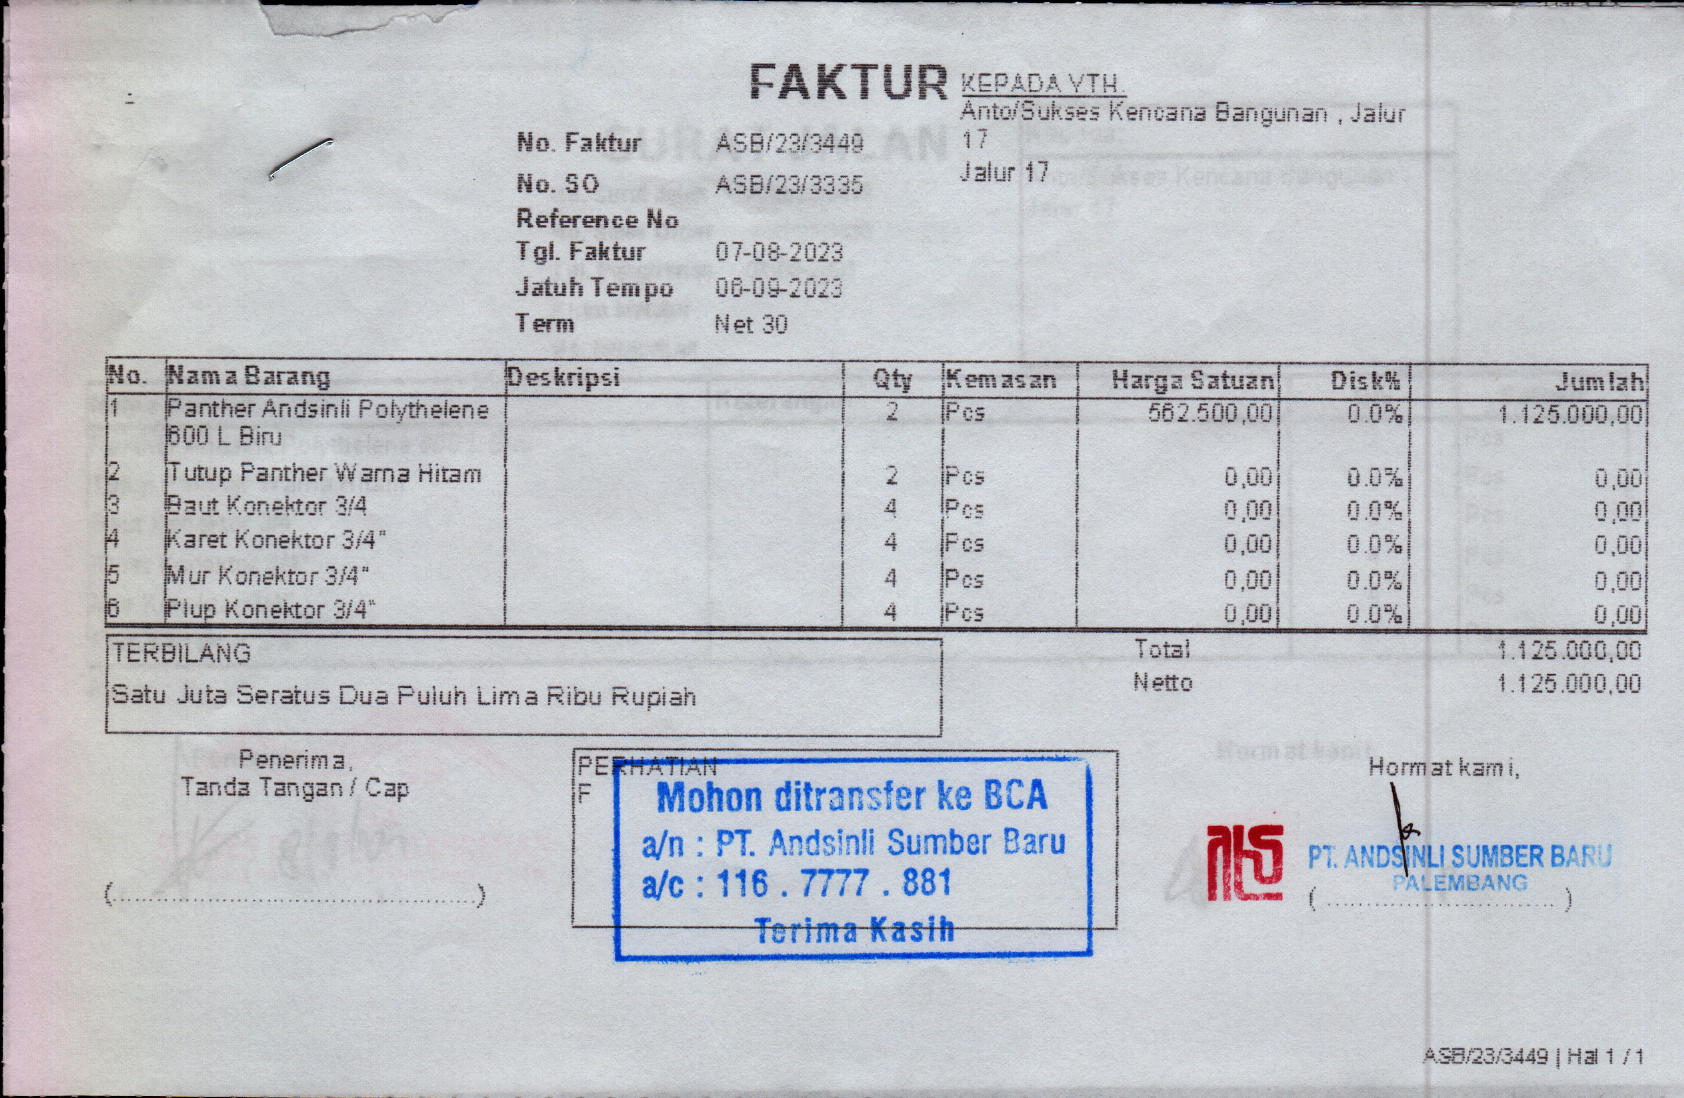 FAKTUR
KEPADA YTH.
Anto/Sukses Kencana Bangunan , Jalur
17
Jalur 17
No. Faktur ASB/23/3449
No. SO ASB/23/3335
Reference No
Tgl. Faktur 07-08-2023
Jatuh Tempo 06-09-2023
Term Net 30
No. Nama Barang Deskripsi Qty Kemasan Harga Satuan Disk% Jumlah
1 Panther Andsinli Polythelene 2 Pcs 562.500,00 0.0% 1.125.000,00
600 L Biru
2 Tutup Panther Warna Hitam 2 Pcs 0,00 0.0% 0,00
3 Baut Konektor 3/4 4 Pcs 0,00 0.0% 0,00
4 Karet Konektor 3/4" 4 Pcs 0,00 0.0% 0,00
5 Mur Konektor 3/4" 4 Pcs 0,00 0.0% 0,00
6 Plup Konektor 3/4" 4 Pcs 0,00 0.0% 0,00
TERBILANG
Satu Juta Seratus Dua Puluh Lima Ribu Rupiah
Total 1.125.000,00
Netto 1.125.000,00
Penerima,
Tanda Tangan / Cap
(..............................)
PERHATIAN
F
Mohon ditransfer ke BCA
a/n : PT. Andsinli Sumber Baru
a/c : 116 . 7777 . 881
Terima Kasih
Hormat kami,
PT. ANDSINLI SUMBER BARU
PALEMBANG
(..............................)
ASB/23/3449 | Hal 1 / 1